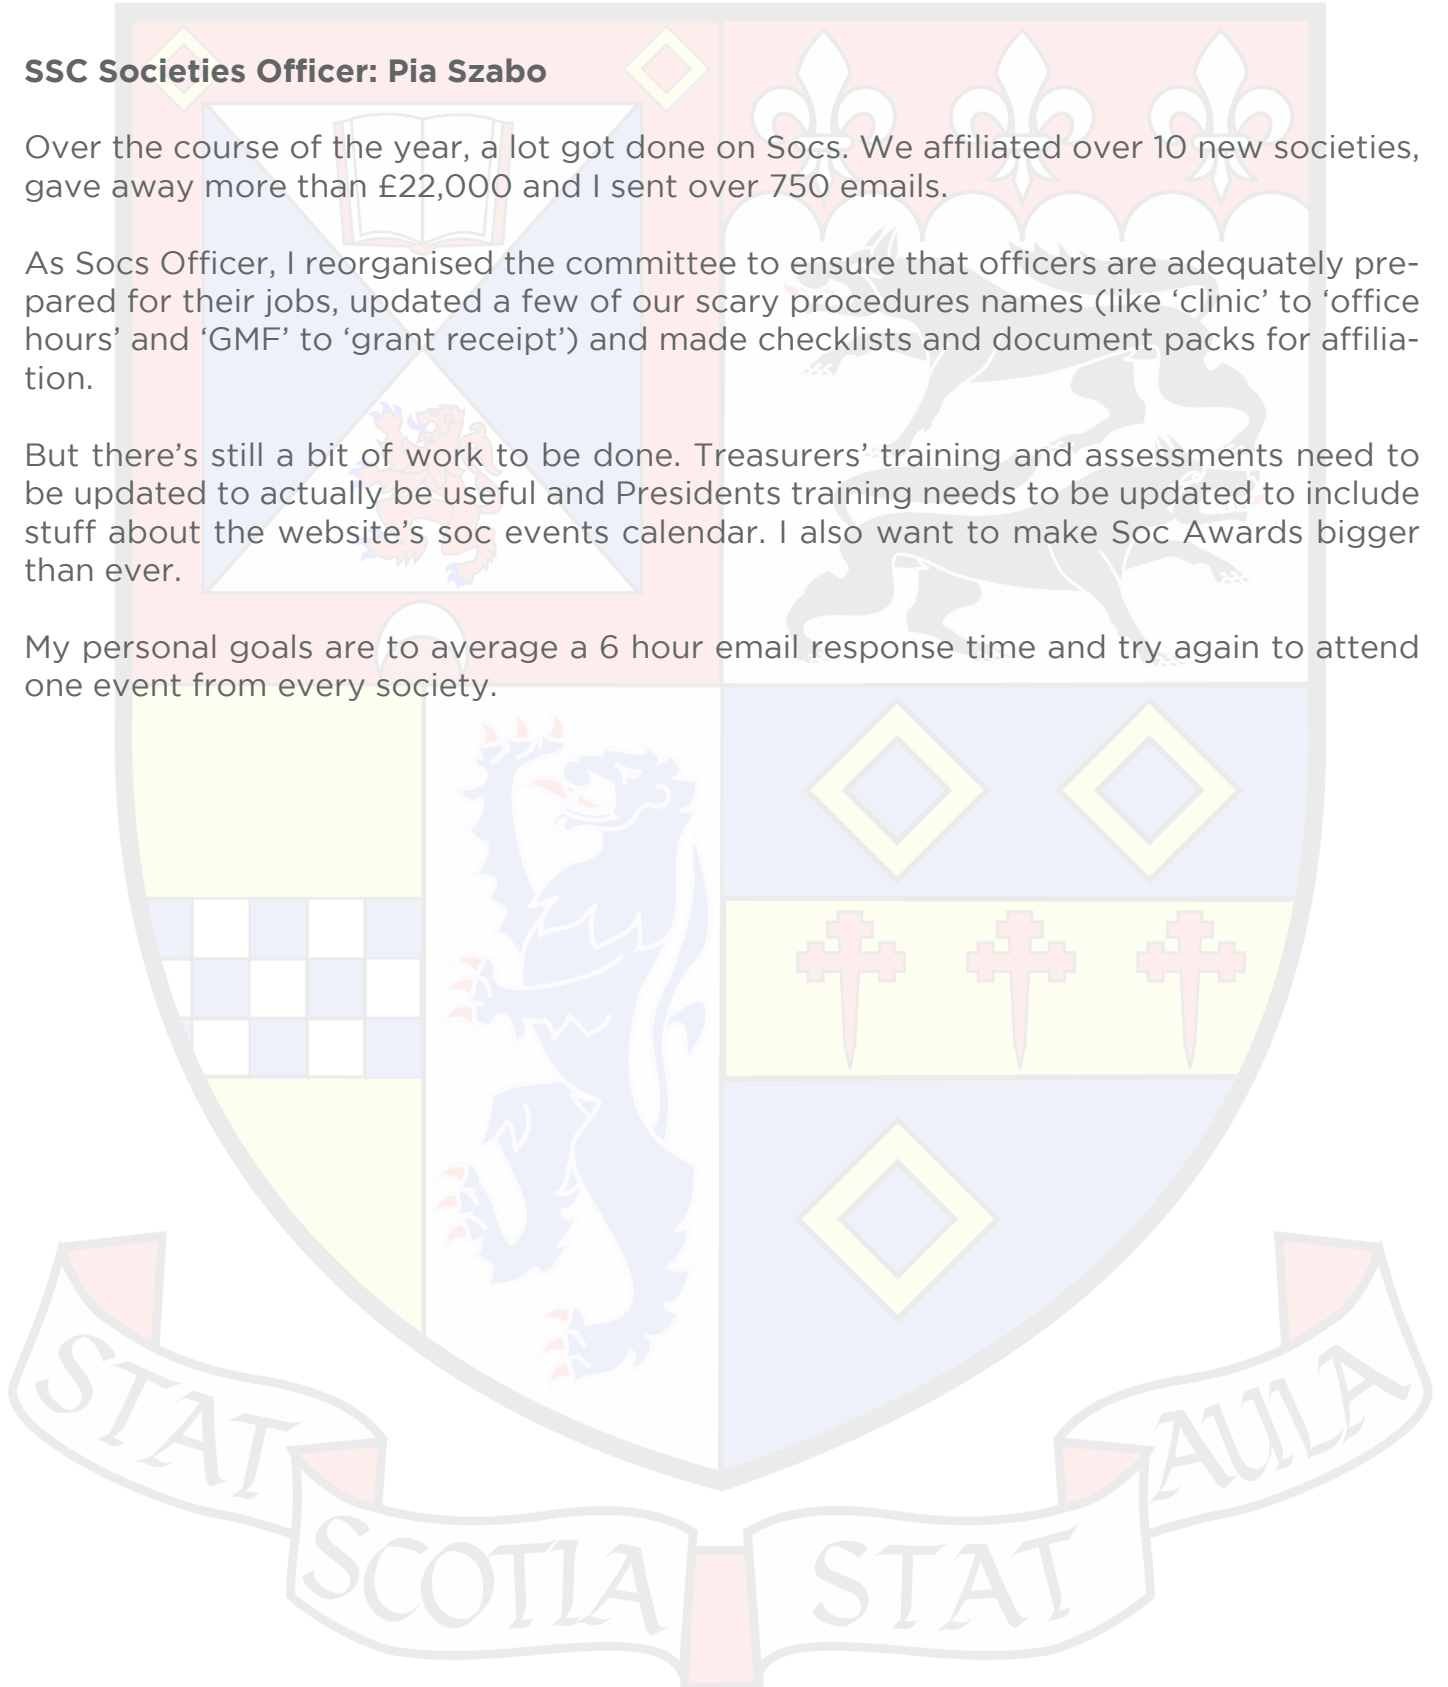 SSC Societies Officer: Pia Szabo
Over the course of the year, a lot got done on Socs. We affiliated over 10 new societies,
gave away more than £22,000 and I sent over 750 emails.
As Socs Officer, I reorganised the committee to ensure that officers are adequately pre-
pared for their jobs, updated a few of our scary procedures names (like ‘clinic’ to ‘office
hours’ and ‘GMF’ to ‘grant receipt’) and made checklists and document packs for affilia-
tion.
But there’s still a bit of work to be done. Treasurers’ training and assessments need to
be updated to actually be useful and Presidents training needs to be updated to include
stuff about the website’s soc events calendar. I also want to make Soc Awards bigger
than ever.
My personal goals are to average a 6 hour email response time and try again to attend
one event from every society.
STAT
SCOTIA
STAT
AULA